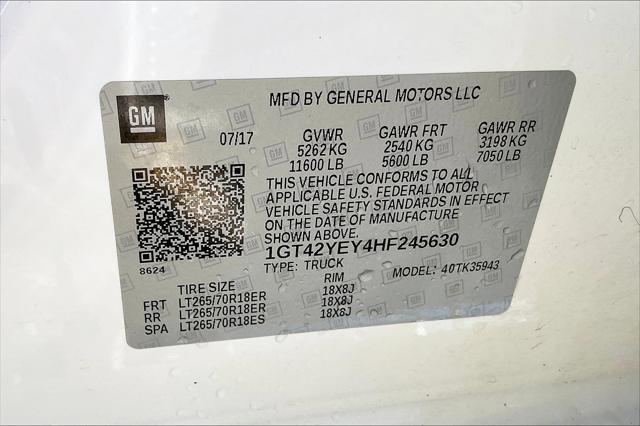 GM
MFD BY GENERAL MOTORS LLC
07/17 GVWR GAWR FRT GAWR RR
5262 KG 2540 KG 3198 KG
11600 LB 5600 LB 7050 LB
THIS VEHICLE CONFORMS TO ALL
APPLICABLE U.S. FEDERAL MOTOR
VEHICLE SAFETY STANDARDS IN EFFECT
ON THE DATE OF MANUFACTURE
SHOWN ABOVE.
1GT42YEY4HF245630
8624 TYPE: TRUCK MODEL: 40TK35943
TIRE SIZE RIM
FRT LT265/70R18ER 18X8J
RR LT265/70R18ER 18X8J
SPA LT265/70R18ES 18X8J